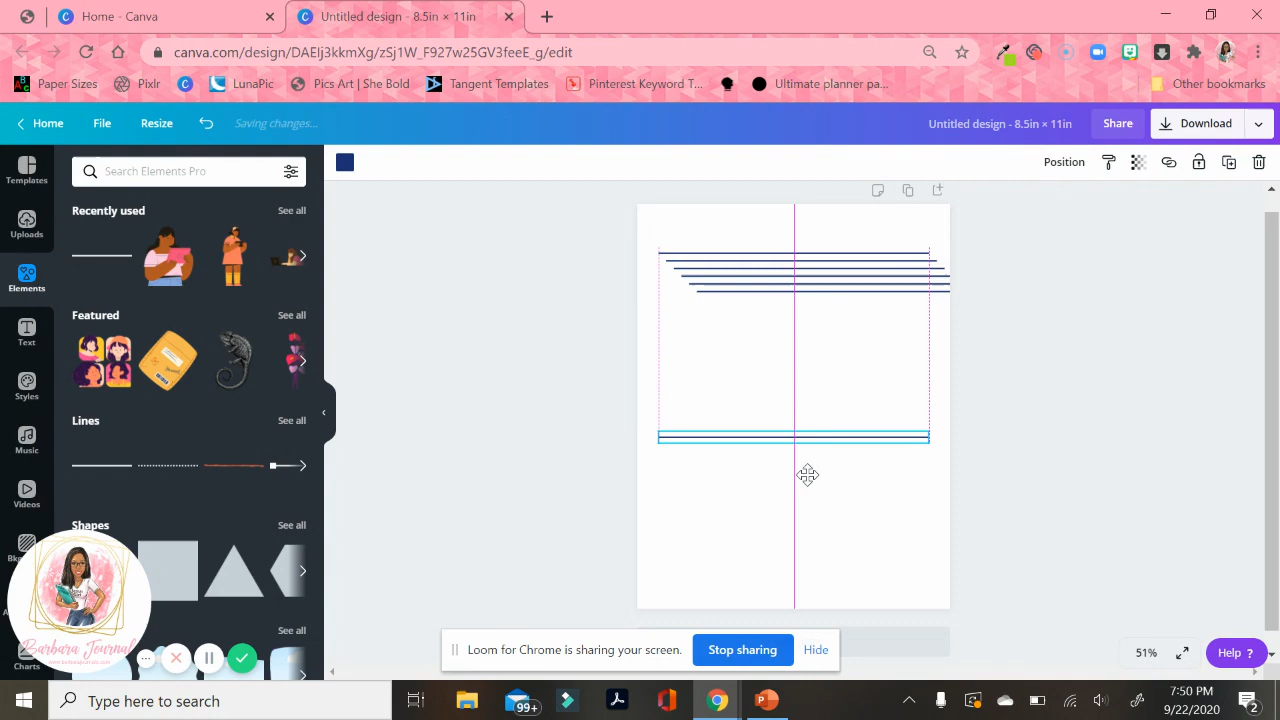 Home - Canva
Untitled design - 8.5in × 11in
canva.com/design/DAEIj3kkmXg/zSj1W_F927w25GV3feeE_g/edit
Paper Sizes
Pixlr
LunaPic
Pics Art | She Bold
Tangent Templates
Pinterest Keyword T...
Ultimate planner pa...
Other bookmarks
Home
File
Resize
Saving changes...
Untitled design - 8.5in × 11in
Share
Download
Templates
Uploads
Elements
Text
Styles
Music
Videos
Charts
Search Elements Pro
Position
Recently used
See all
Featured
See all
Lines
See all
Shapes
See all
See all
Barbara Journal
Loom for Chrome is sharing your screen.
Stop sharing
Hide
51%
Help ?
Type here to search
99+
7:50 PM
9/22/2020
2